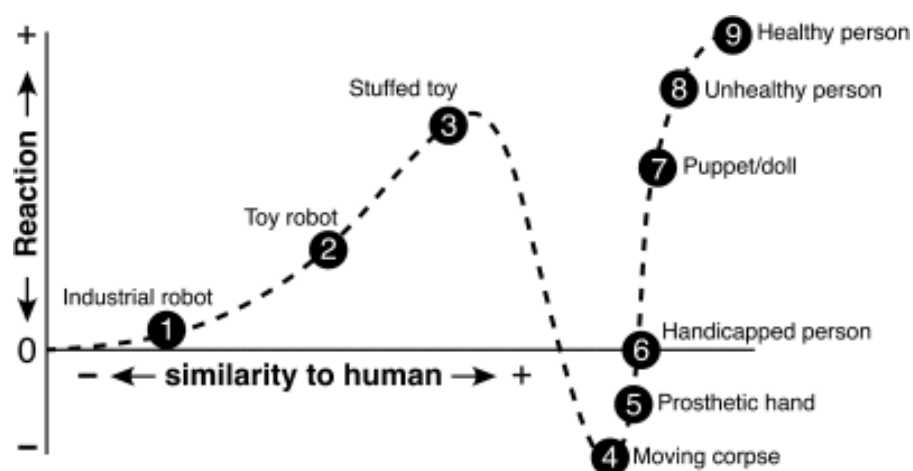 +
9 Healthy person
Stuffed toy
8 Unhealthy person
3
Reaction
7 Puppet/doll
Toy robot
2
Industrial robot
1
Handicapped person
0
6
- similarity to human +
5 Prosthetic hand
-
4 Moving corpse